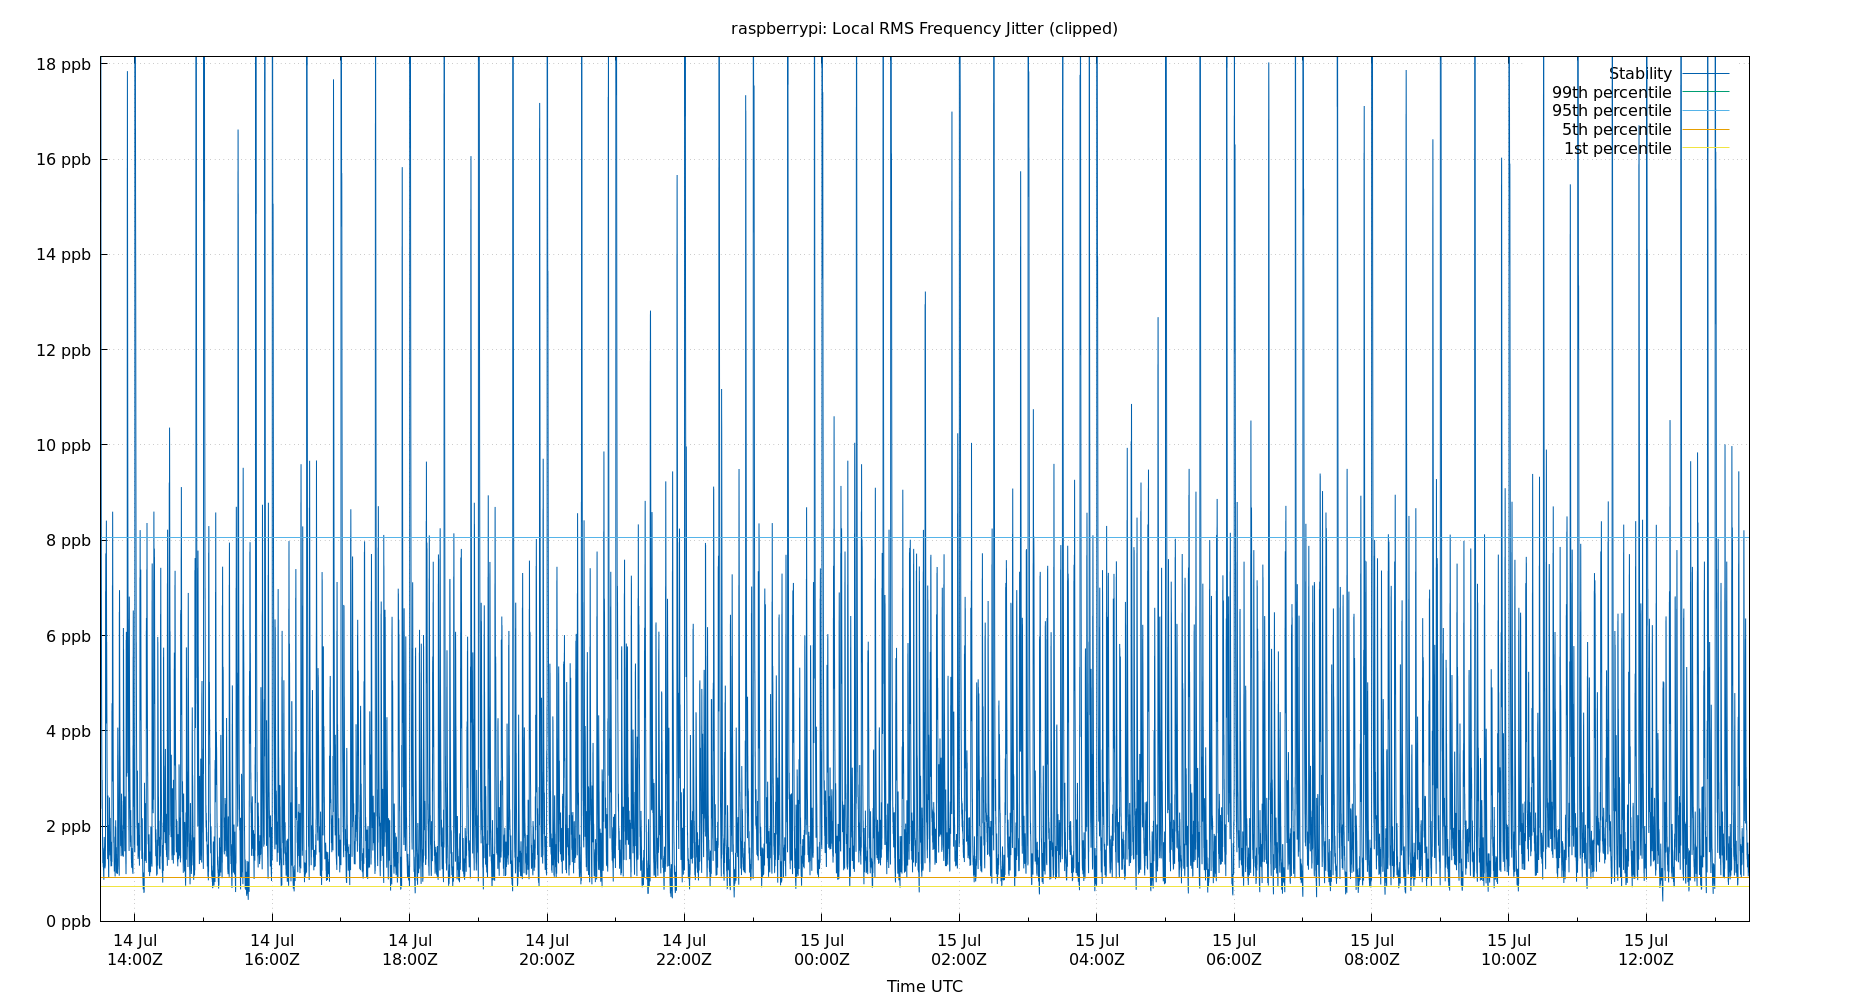 raspberrypi: Local RMS Frequency Jitter (clipped)
18 ppb
16 ppb
14 ppb
12 ppb
10 ppb
8 ppb
6 ppb
4 ppb
2 ppb
0 ppb
Stability
99th percentile
95th percentile
5th percentile
1st percentile
14 Jul 14 Jul 14 Jul 14 Jul 14 Jul 15 Jul 15 Jul 15 Jul 15 Jul 15 Jul 15 Jul 15 Jul
14:00Z 16:00Z 18:00Z 20:00Z 22:00Z 00:00Z 02:00Z 04:00Z 06:00Z 08:00Z 10:00Z 12:00Z
Time UTC